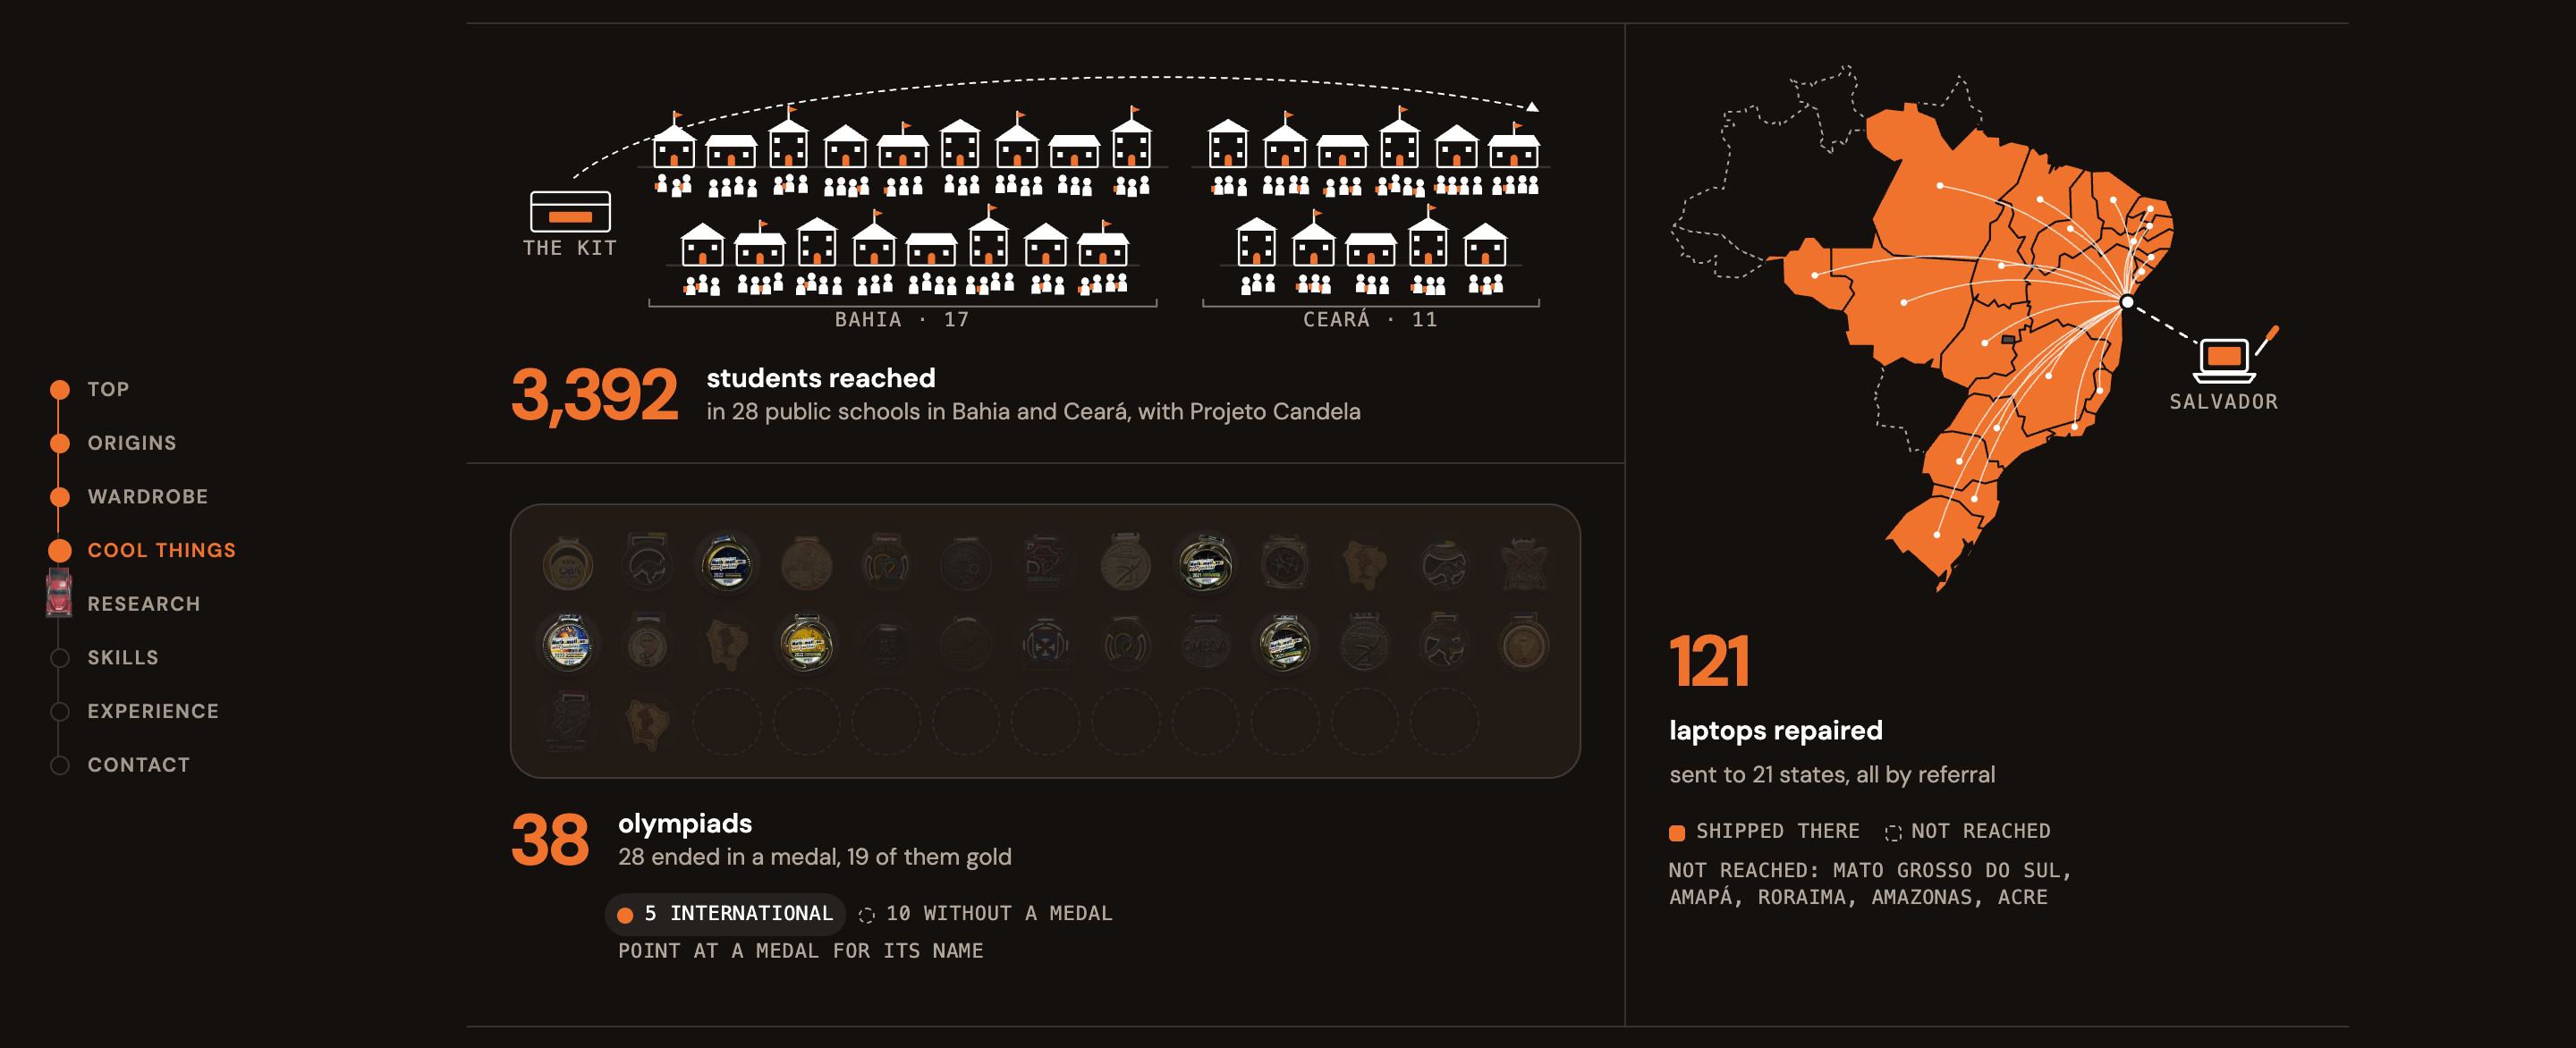 TOP
ORIGINS
WARDROBE
COOL THINGS
RESEARCH
SKILLS
EXPERIENCE
CONTACT
THE KIT
BAHIA · 17
CEARÁ · 11
3,392
students reached
in 28 public schools in Bahia and Ceará, with Projeto Candela
38
olympiads
28 ended in a medal, 19 of them gold
5 INTERNATIONAL
10 WITHOUT A MEDAL
POINT AT A MEDAL FOR ITS NAME
SALVADOR
121
laptops repaired
sent to 21 states, all by referral
SHIPPED THERE
NOT REACHED
NOT REACHED: MATO GROSSO DO SUL,
AMAPÁ, RORAIMA, AMAZONAS, ACRE